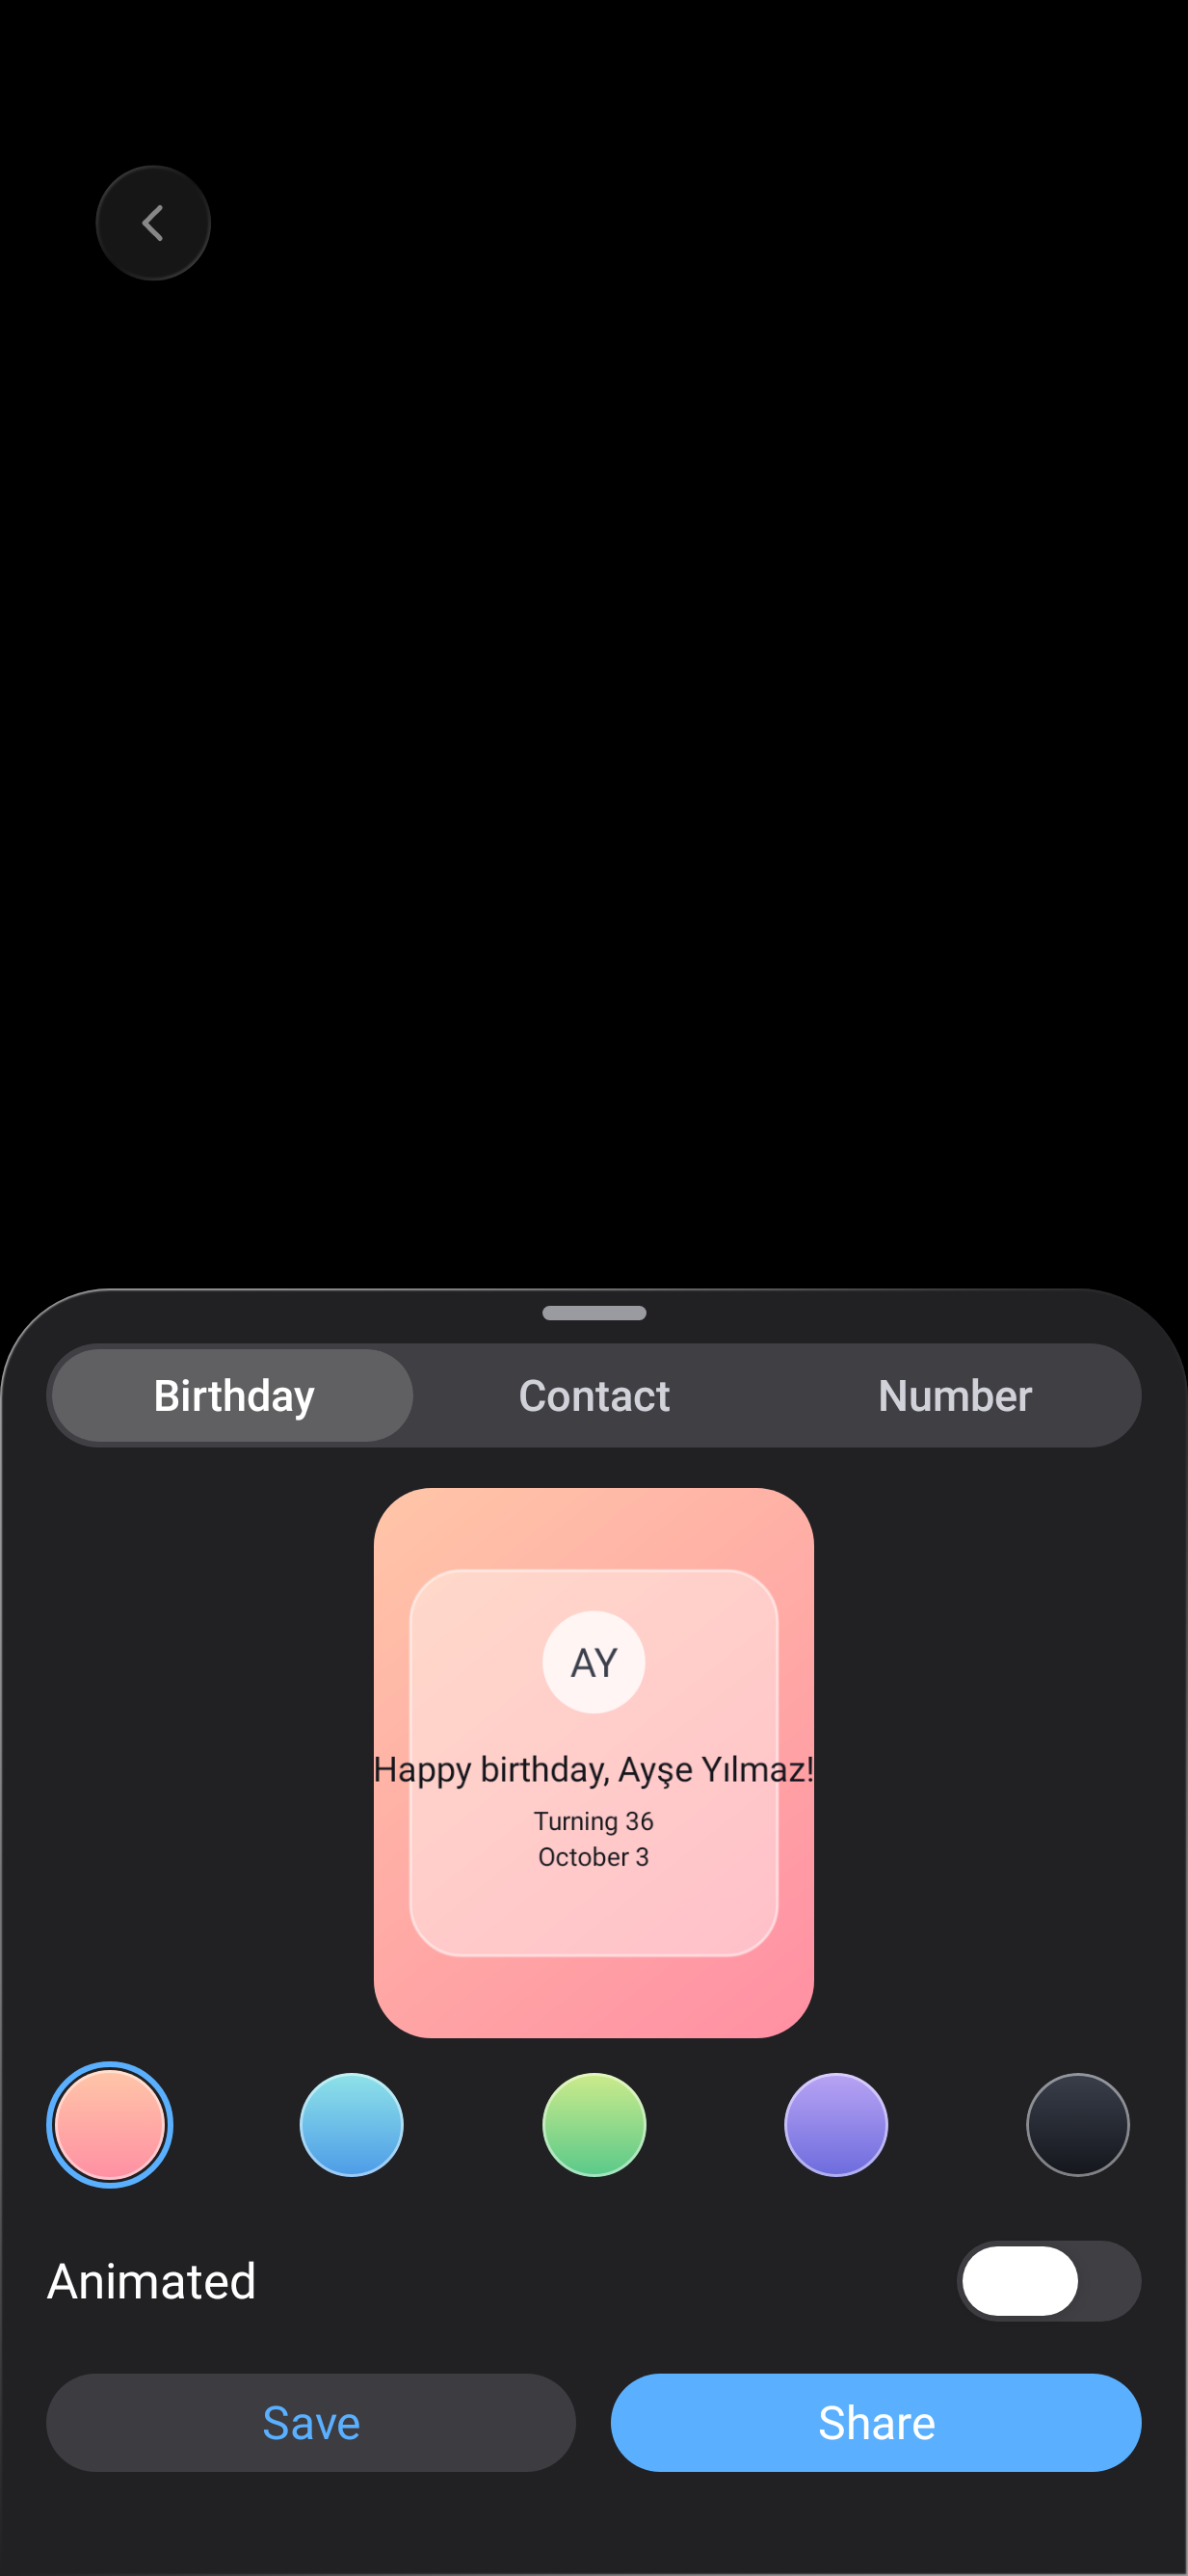 Birthday Contact Number
AY
Happy birthday, Ayşe Yılmaz!
Turning 36
October 3
Animated
Save Share